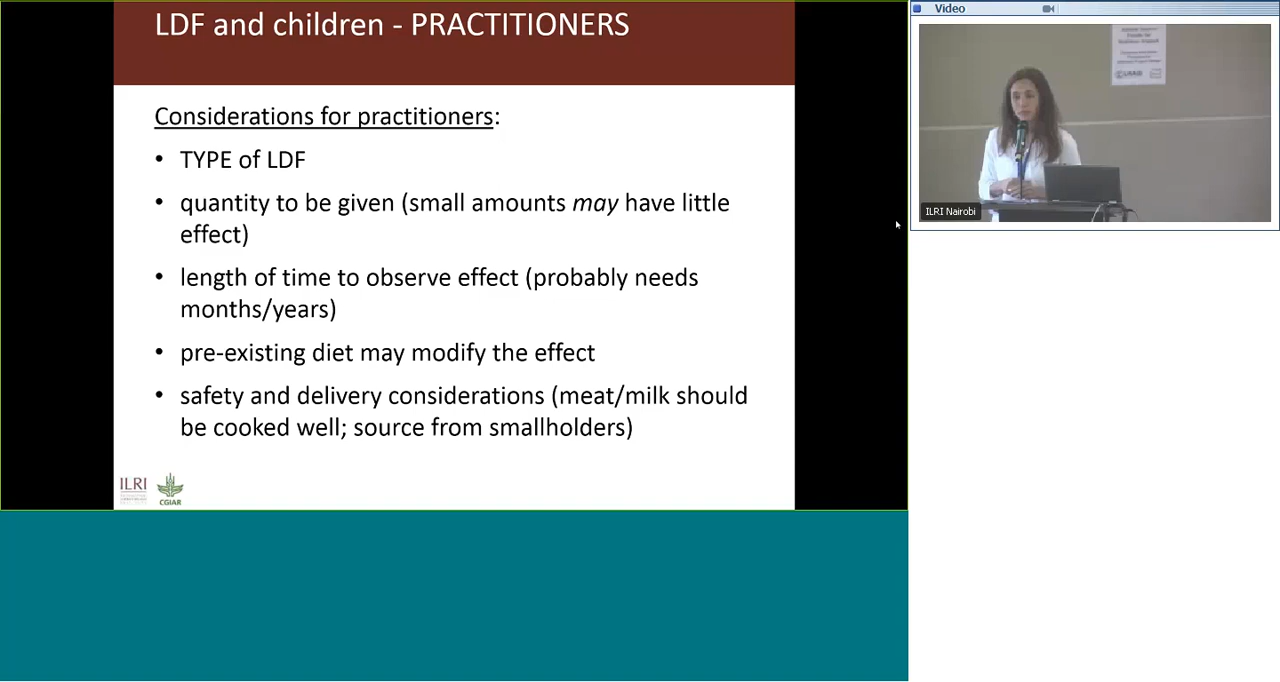 LDF and children - PRACTITIONERS
Video
Considerations for practitioners:
• TYPE of LDF
• quantity to be given (small amounts may have little
effect)
• length of time to observe effect (probably needs
months/years)
• pre-existing diet may modify the effect
• safety and delivery considerations (meat/milk should
be cooked well; source from smallholders)
ILRI
CGIAR
USAID
ILRI Nairobi